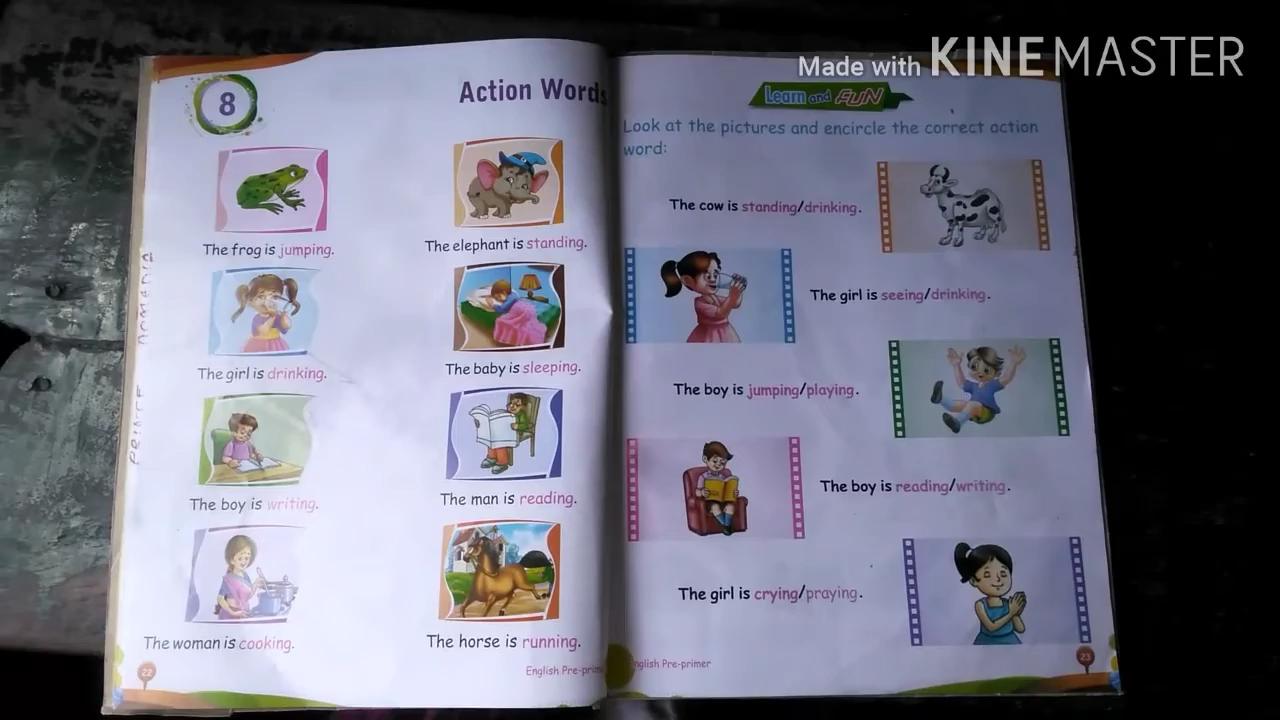 Made with KINEMASTER
8
Action Words
The frog is jumping.
The elephant is standing.
The girl is drinking.
The baby is sleeping.
The boy is writing.
The man is reading.
The woman is cooking.
The horse is running.
22
English Pre-prim
Learn and FUN
Look at the pictures and encircle the correct action
word:
The cow is standing/drinking.
The girl is seeing/drinking.
The boy is jumping/playing.
The boy is reading/writing.
The girl is crying/praying.
nglish Pre-primer
23